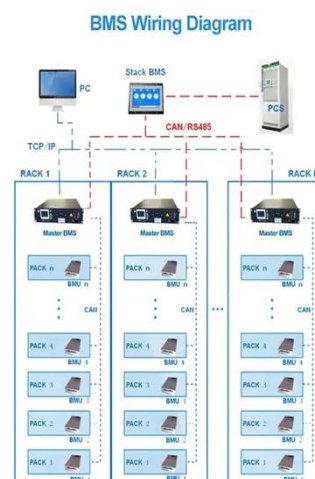 BMS Wiring Diagram
Stack BMS
PC
PCS
CAN/RS485
TCP/IP
RACK 1
RACK 2
RACK
Master BMS
Master BMS
Master BMS
PACK n
BMU n
PACK n
BMU n
PACK n
BMU n
CAN
CAN
CAN
PACK 4
BMU 4
PACK 4
BMU 4
PACK 4
BMU 4
PACK 3
BMU 3
PACK 3
BMU 3
PACK 3
BMU 3
PACK 2
BMU 2
PACK 2
BMU 2
PACK 2
BMU 2
PACK 1
PACK 1
PACK 1